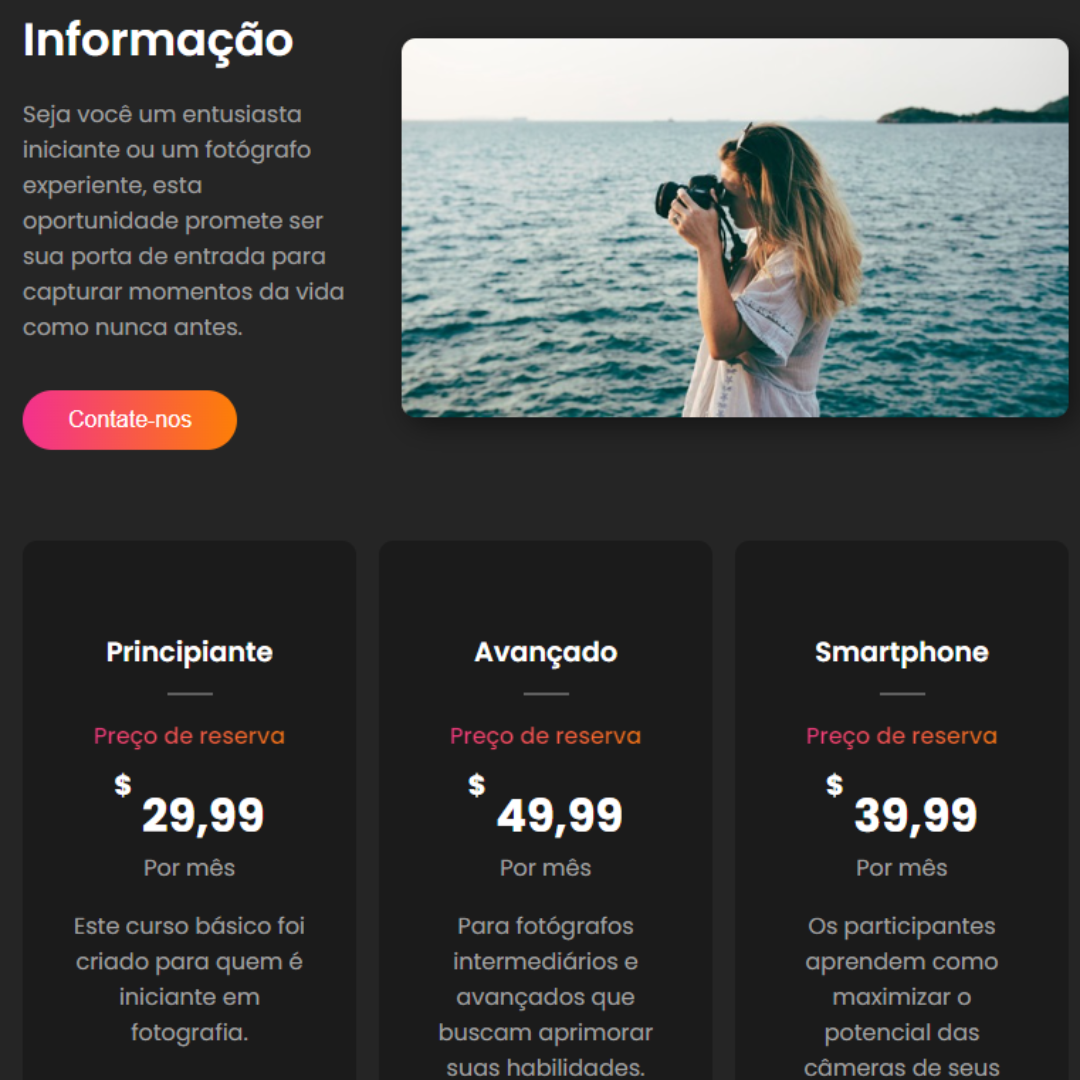 Informação
Seja você um entusiasta
iniciante ou um fotógrafo
experiente, esta
oportunidade promete ser
sua porta de entrada para
capturar momentos da vida
como nunca antes.
Contate-nos
Principiante
Preço de reserva
$ 29,99
Por mês
Este curso básico foi
criado para quem é
iniciante em
fotografia.
Avançado
Preço de reserva
$ 49,99
Por mês
Para fotógrafos
intermediários e
avançados que
buscam aprimorar
suas habilidades.
Smartphone
Preço de reserva
$ 39,99
Por mês
Os participantes
aprendem como
maximizar o
potencial das
câmeras de seus